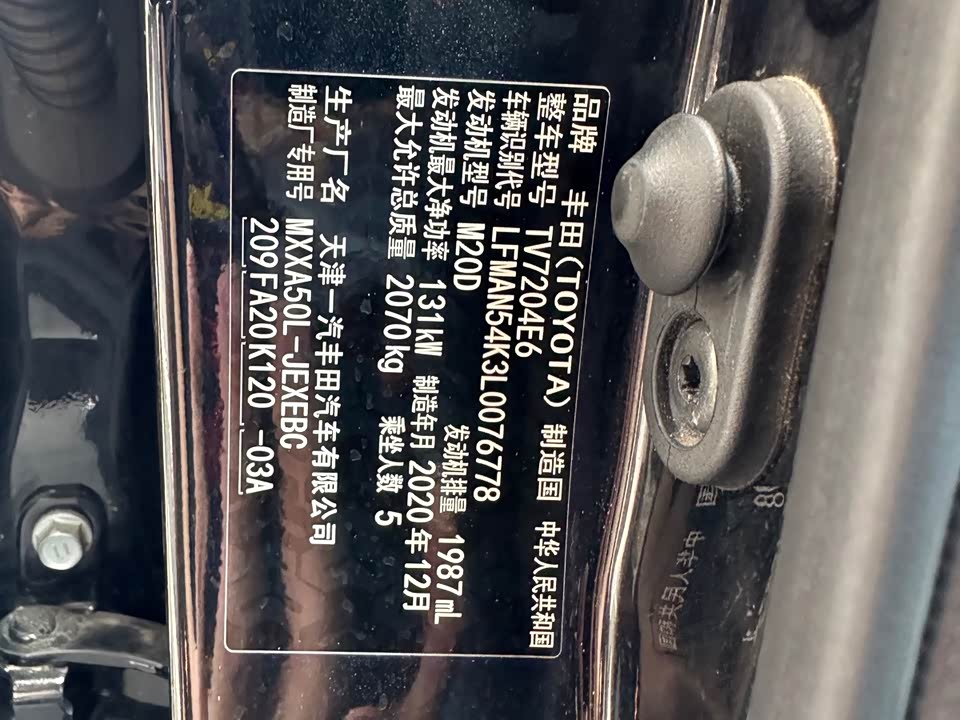 品牌 丰田(TOYOTA) 制造国 中华人民共和国
整车型号 TV7204E6
车辆识别代号 LFMAN54K3L0076778
发动机型号 M20D 发动机排量 1987mL
发动机最大净功率 131kW 制造年月 2020年12月
最大允许总质量 2070kg 乘坐人数 5
生产厂名 天津一汽丰田汽车有限公司
制造厂专用号 MXXA50L-JEXEBC
209FA20K120 -03A